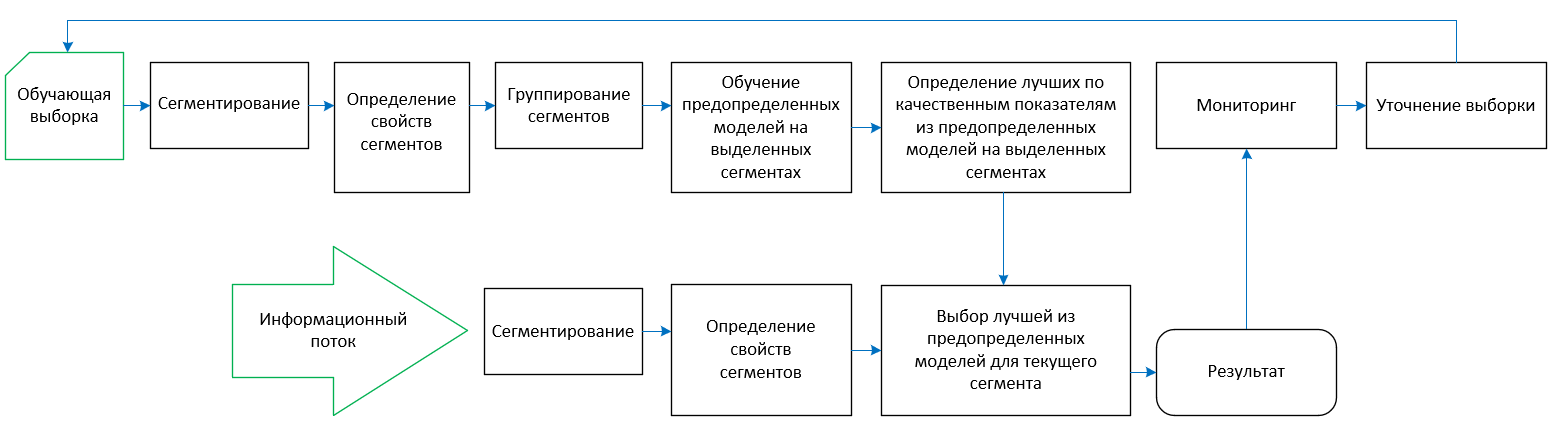 Обучающая
выборка
Сегментирование
Определение
свойств
сегментов
Группирование
сегментов
Обучение
предопределенных
моделей на
выделенных
сегментах
Определение лучших по
качественным показателям
из предопределенных
моделей на выделенных
сегментах
Мониторинг
Уточнение выборки
Информационный
поток
Сегментирование
Определение
свойств
сегментов
Выбор лучшей из
предопределенных
моделей для текущего
сегмента
Результат